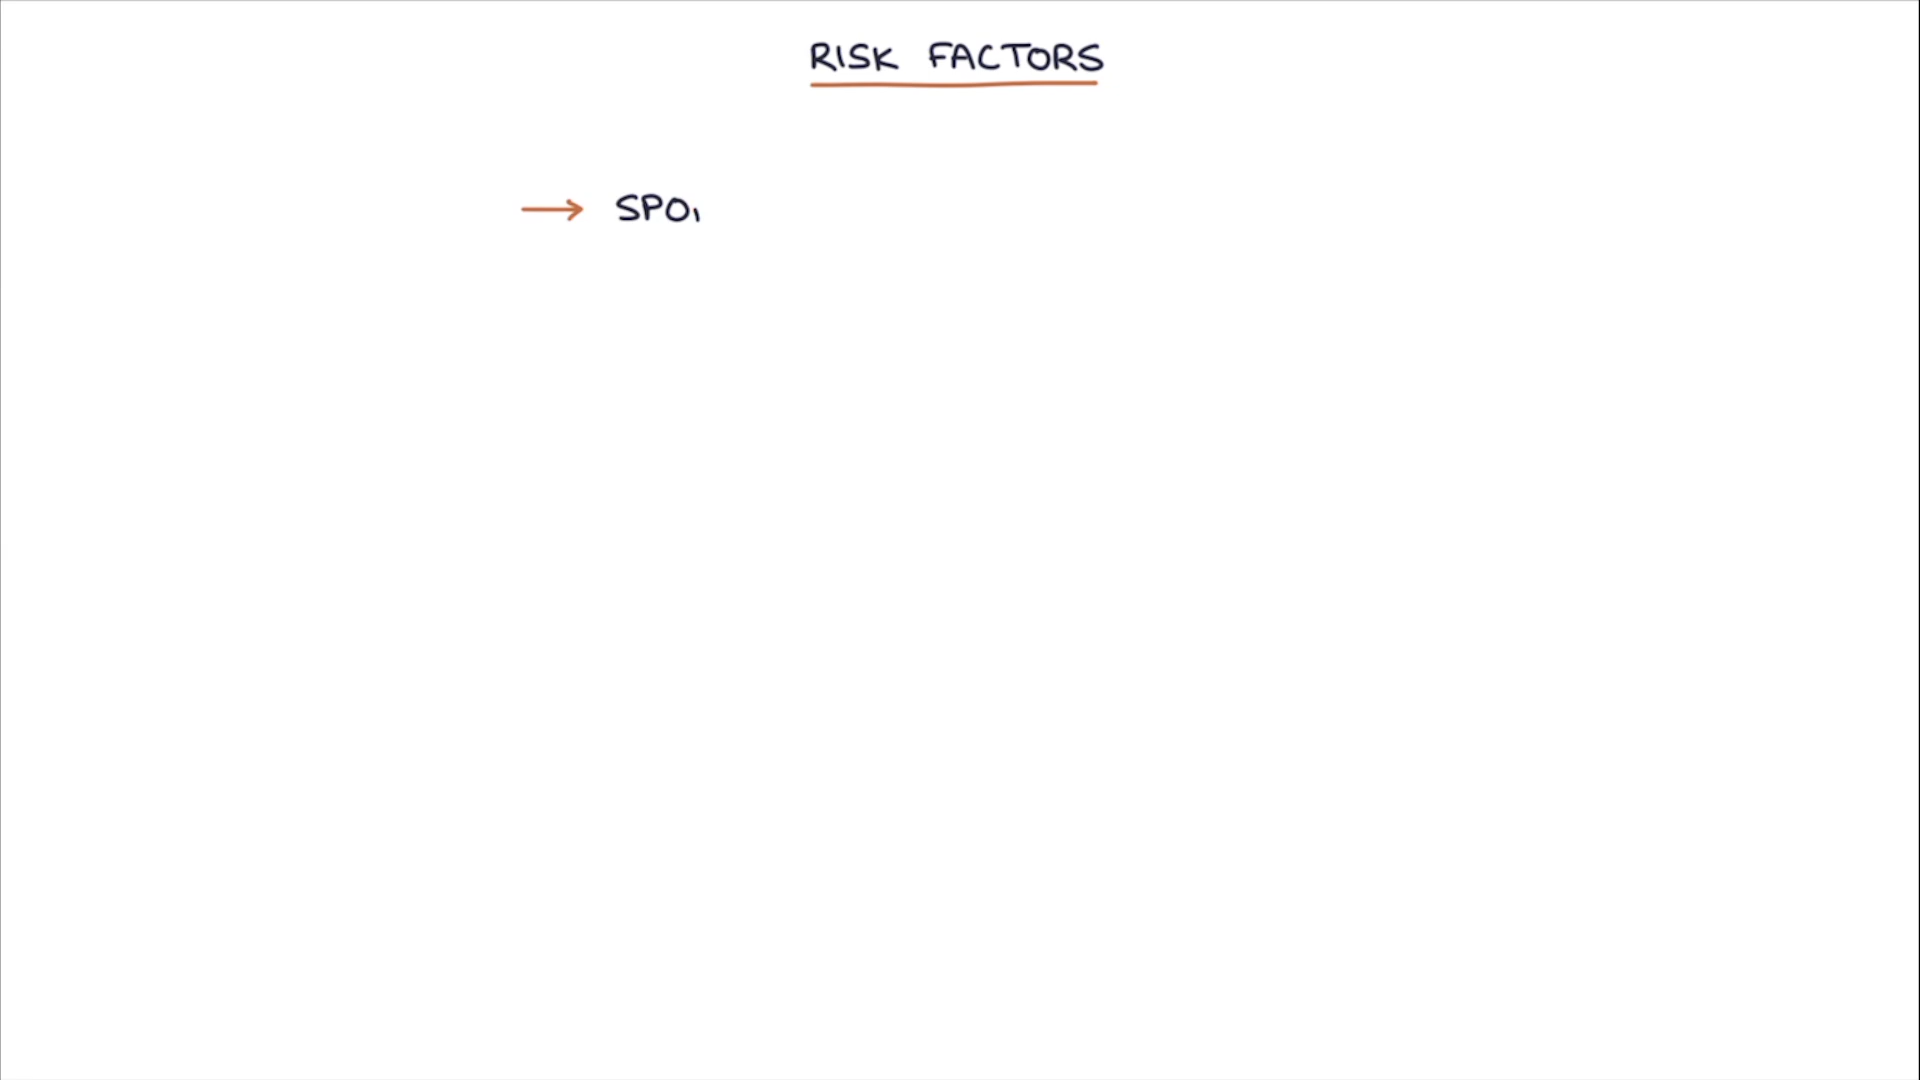 RISK FACTORS
→ SPO